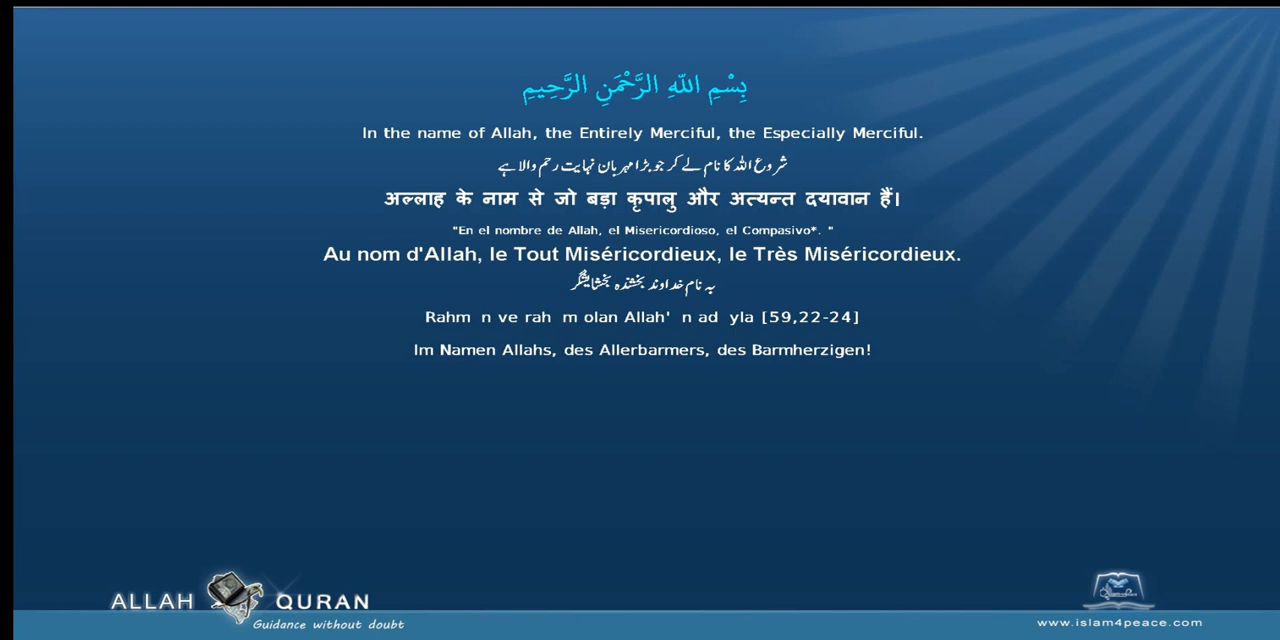 بِسْمِ اللَّهِ الرَّحْمَنِ الرَّحِيمِ
In the name of Allah, the Entirely Merciful, the Especially Merciful.
شروع اللہ کا نام لے کر جو بڑا مہربان نہایت رحم والا ہے
अल्लाह के नाम से जो बड़ा कृपालु और अत्यन्त दयावान हैं।
"En el nombre de Allah, el Misericordioso, el Compasivo*. "
Au nom d'Allah, le Tout Miséricordieux, le Très Miséricordieux.
به نام خداوند بخشنده بخشایشگر
Rahm n ve rah m olan Allah' n ad yla [59,22-24]
Im Namen Allahs, des Allerbarmers, des Barmherzigen!
ALLAH QURAN
Guidance without doubt
www.islam4peace.com